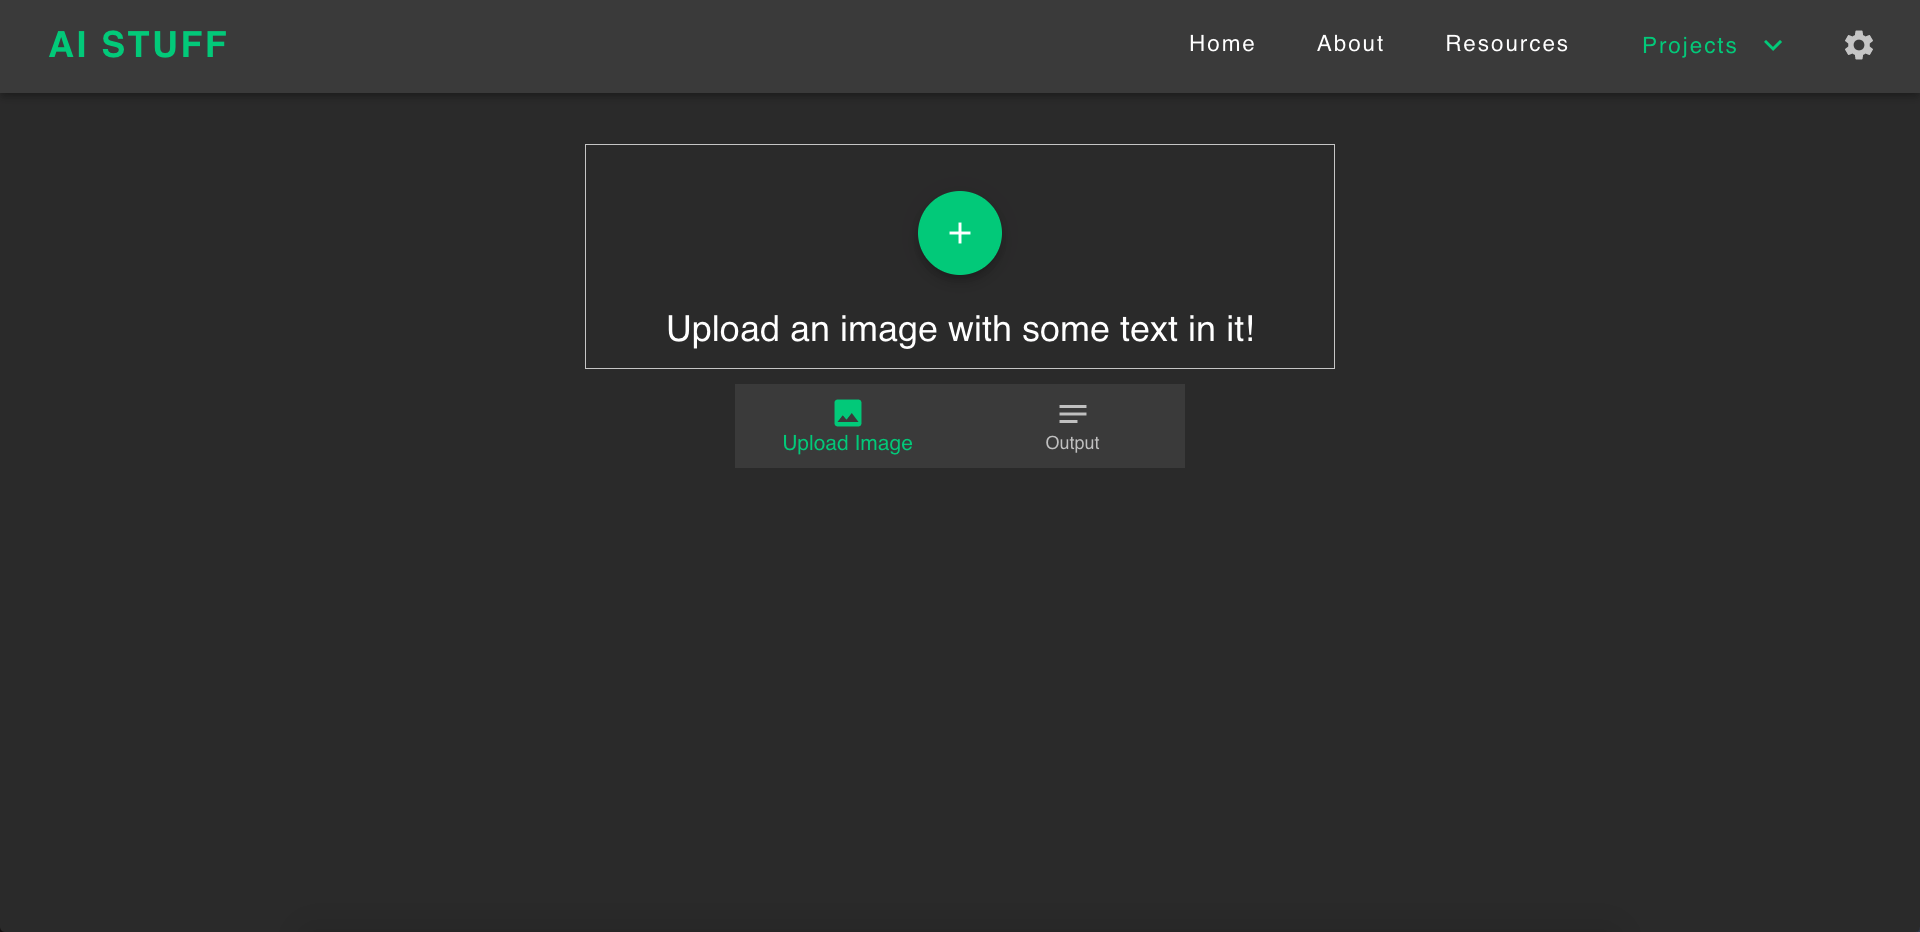 AI STUFF
Home About Resources Projects
Upload an image with some text in it!
Upload Image Output